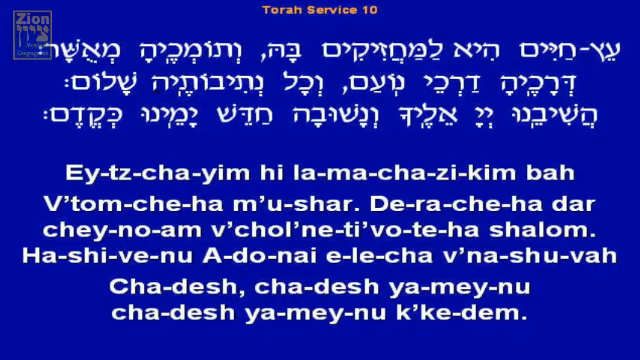 Torah Service 10
Zion
עֵץ־חַיִּים הִיא לַמַּחֲזִיקִים בָּהּ, וְתוֹמְכֶיהָ מְאֻשָּׁר:
דְּרָכֶיהָ דַרְכֵי נֹעַם, וְכָל נְתִיבוֹתֶיהָ שָׁלוֹם:
הֲשִׁיבֵנוּ יְיָ אֵלֶיךָ וְנָשׁוּבָה חַדֵּשׁ יָמֵינוּ כְּקֶדֶם:
Ey-tz-cha-yim hi la-ma-cha-zi-kim bah
V’tom-che-ha m’u-shar. De-ra-che-ha dar
chey-no-am v’chol’ne-ti’vo-te-ha shalom.
Ha-shi-ve-nu A-do-nai e-le-cha v’na-shu-vah
Cha-desh, cha-desh ya-mey-nu
cha-desh ya-mey-nu k’ke-dem.